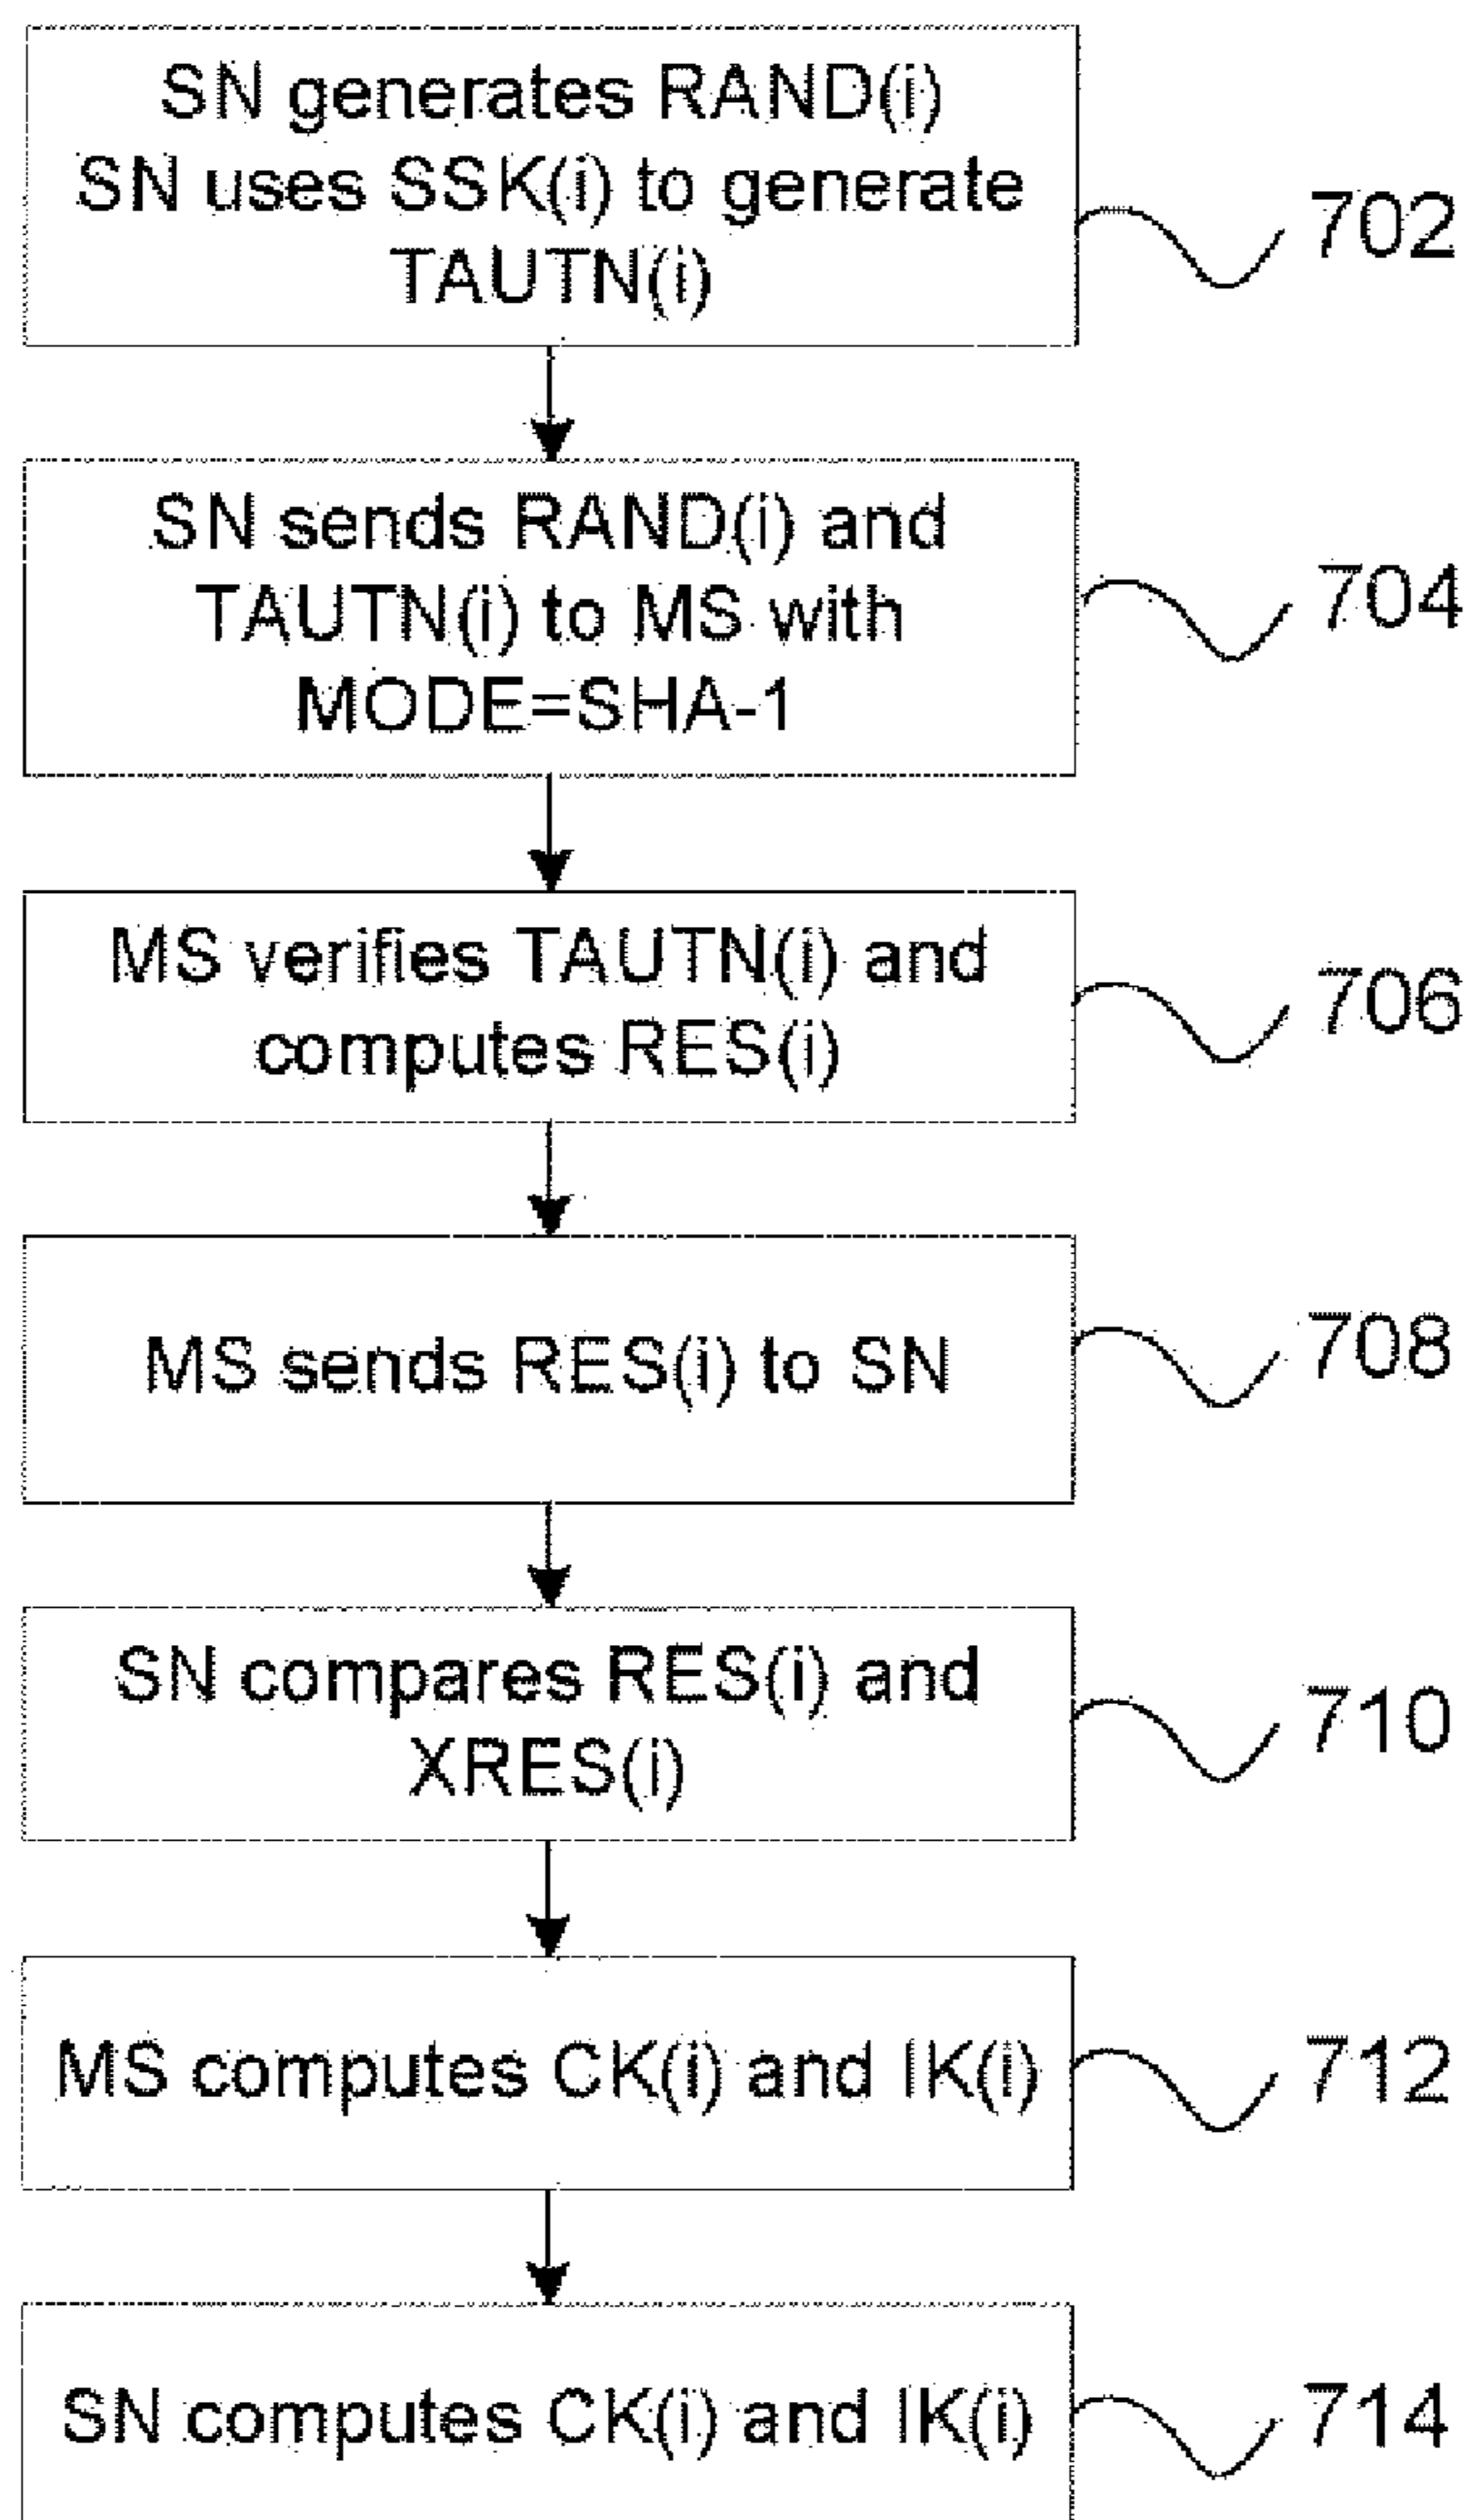 SN generates RAND(i)
SN uses SSK(i) to generate
TAUTN(i)
702
SN sends RAND(i) and
TAUTN(i) to MS with
MODE=SHA-1
704
MS verifies TAUTN(i) and
computes RES(i)
706
MS sends RES(i) to SN
708
SN compares RES(i) and
XRES(i)
710
MS computes CK(i) and IK(i)
712
SN computes CK(i) and IK(i)
714